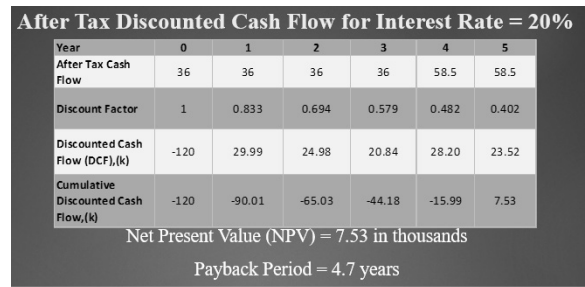 After Tax Discounted Cash Flow for Interest Rate = 20%
Year 0 1 2 3 4 5
After Tax Cash
Flow 36 36 36 36 58.5 58.5
Discount Factor 1 0.833 0.694 0.579 0.482 0.402
Discounted Cash
Flow (DCF),(k) -120 29.99 24.98 20.84 28.20 23.52
Cumulative
Discounted Cash
Flow,(k) -120 -90.01 -65.03 -44.18 -15.99 7.53
Net Present Value (NPV) = 7.53 in thousands
Payback Period = 4.7 years